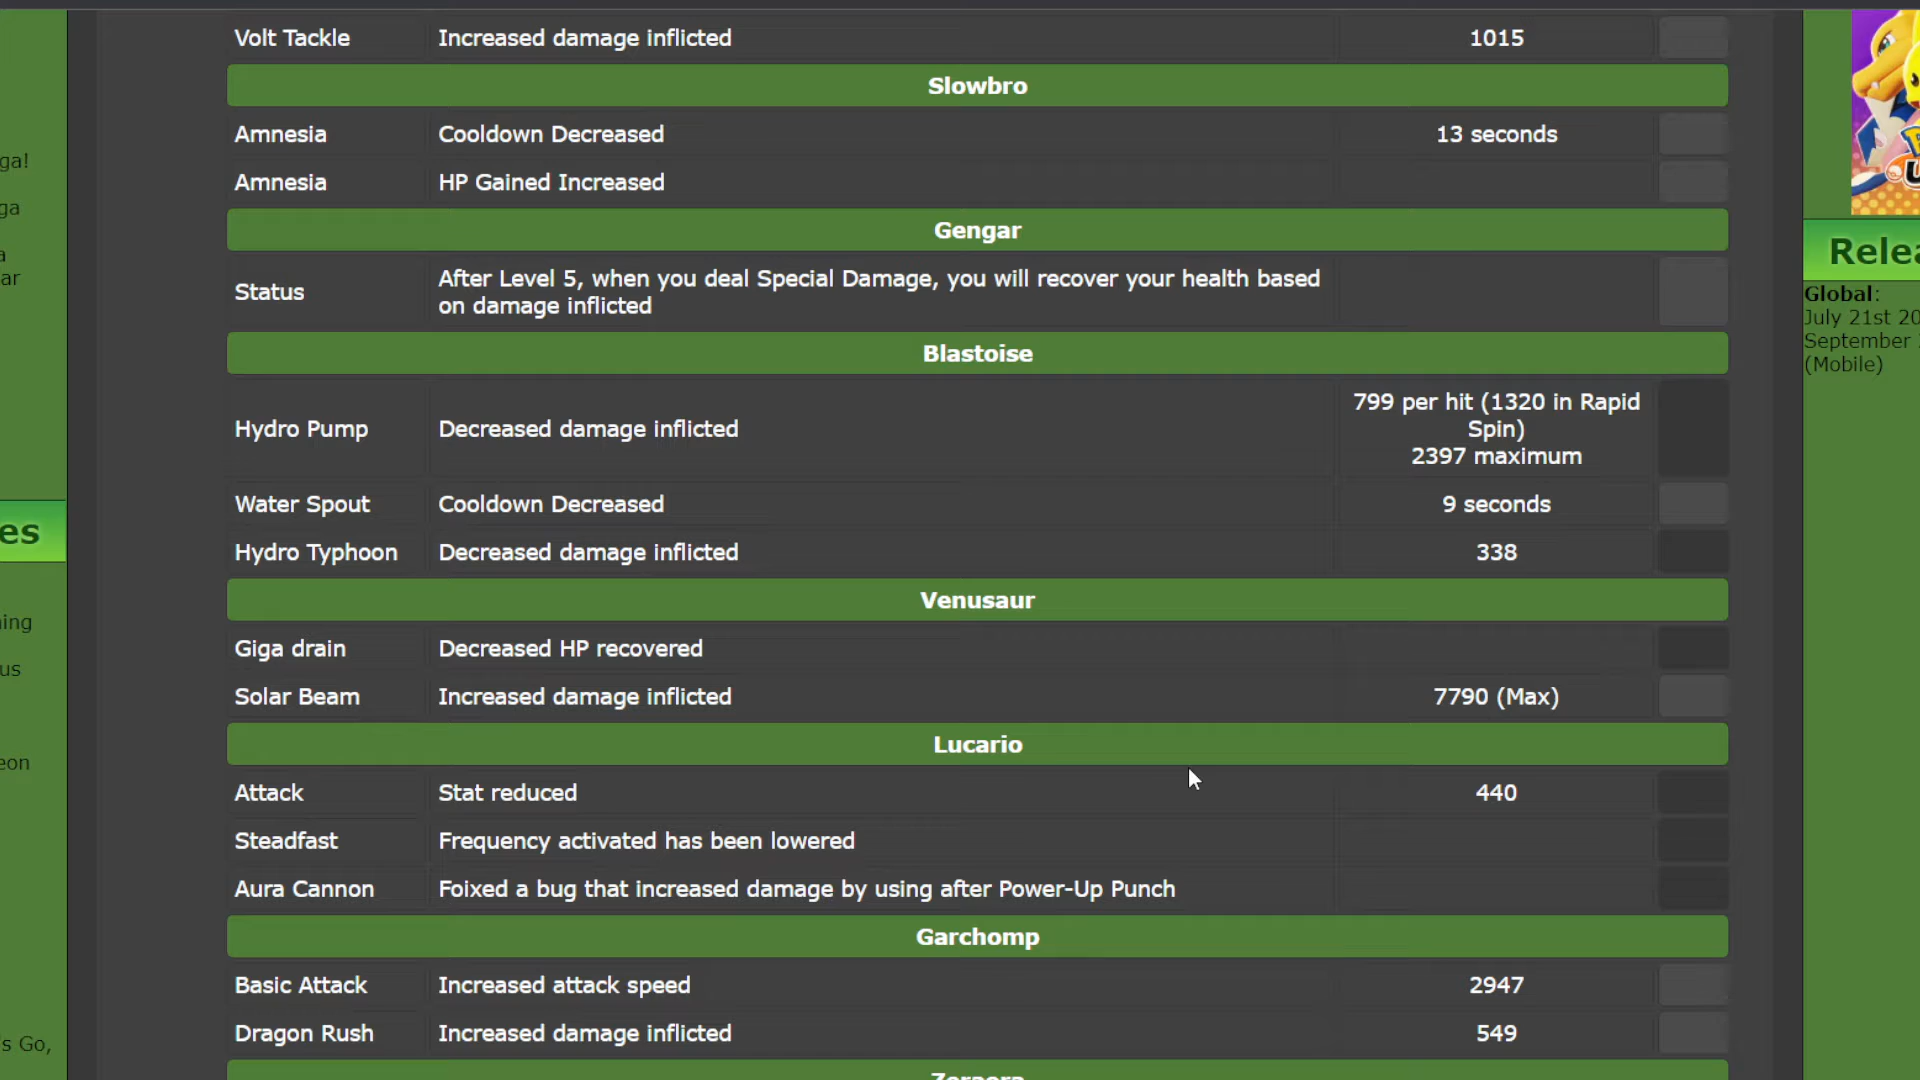 Volt Tackle Increased damage inflicted 1015
Slowbro
Amnesia Cooldown Decreased 13 seconds
Amnesia HP Gained Increased
Gengar
Status After Level 5, when you deal Special Damage, you will recover your health based
on damage inflicted
Blastoise
Hydro Pump Decreased damage inflicted 799 per hit (1320 in Rapid
Spin)
2397 maximum
Water Spout Cooldown Decreased 9 seconds
Hydro Typhoon Decreased damage inflicted 338
Venusaur
Giga drain Decreased HP recovered
Solar Beam Increased damage inflicted 7790 (Max)
Lucario
Attack Stat reduced 440
Steadfast Frequency activated has been lowered
Aura Cannon Foixed a bug that increased damage by using after Power-Up Punch
Garchomp
Basic Attack Increased attack speed 2947
Dragon Rush Increased damage inflicted 549
Zeraora
ga!
ga
a
ar
es
ning
us
eon
's Go,
Relea
Global:
July 21st 20
September
(Mobile)